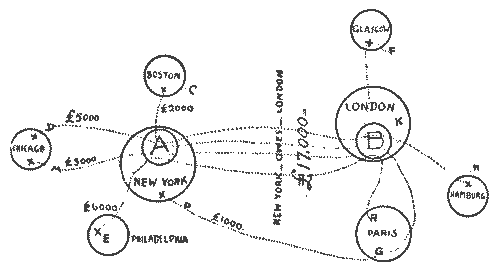 GLASGOW
F
BOSTON
C
£2000
LONDON
K
B
D
£5000
CHICAGO
M
£3000
A
NEW YORK
NEW YORK OWES LONDON
£17,000=
H
HAMBURG
£6000
P
£1000
E
PHILADELPHIA
R
PARIS
G